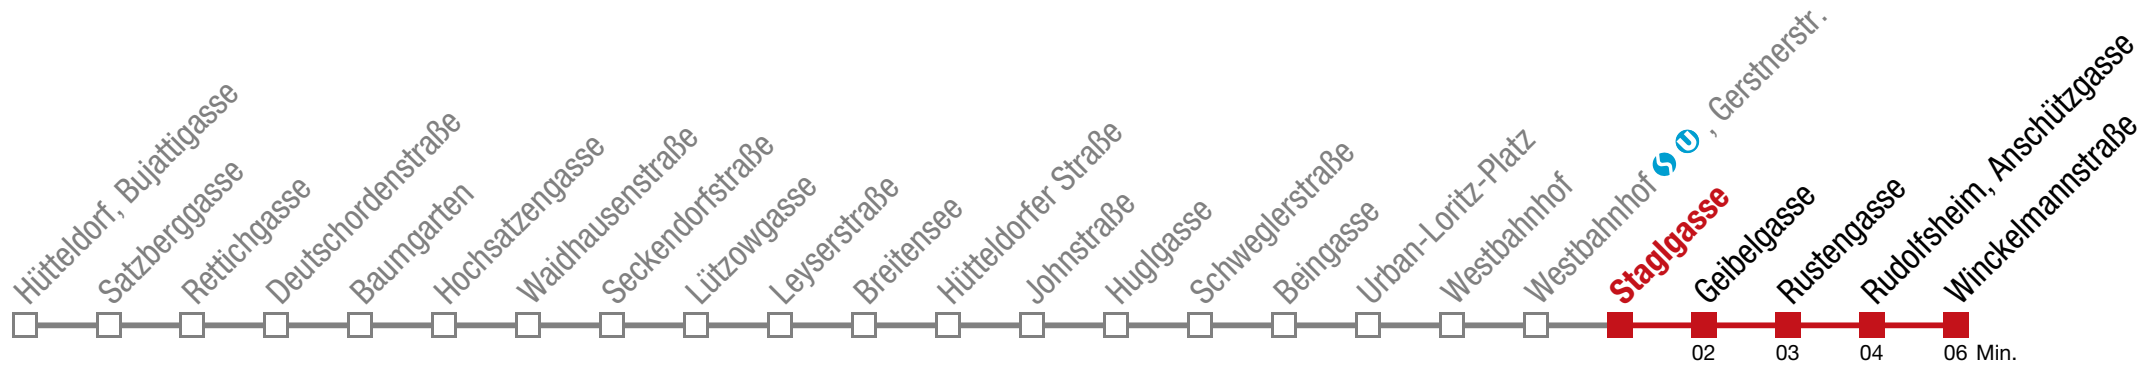 Hütteldorf, Bujattigasse
Satzberggasse
Rettichgasse
Deutschordenstraße
Baumgarten
Hochsatzengasse
Waidhausenstraße
Seckendorfstraße
Lützowgasse
Leyserstraße
Breitensee
Hütteldorfer Straße
Johnstraße
Huglgasse
Schweglerstraße
Beingasse
Urban-Loritz-Platz
Westbahnhof
Westbahnhof S U , Gerstnerstr.
Staglgasse
Geibelgasse
Rustengasse
Rudolfsheim, Anschützgasse
Winckelmannstraße
02 03 04 06 Min.